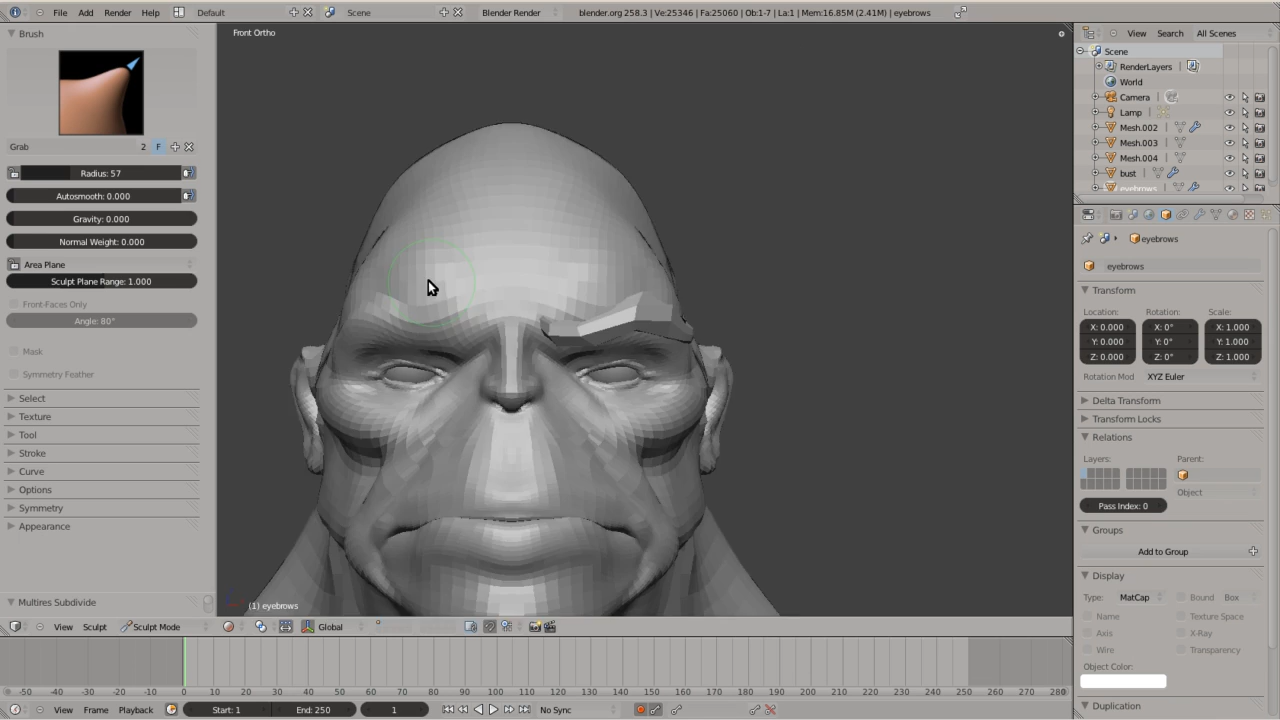 File Add Render Help Default Scene Blender Render blender.org 258.3 | Ve:25346 | Fa:25060 | Ob:1-7 | La:1 | Mem:16.85M (2.41M) | eyebrows
Brush
Grab 2 F
Radius: 57
Autosmooth: 0.000
Gravity: 0.000
Normal Weight: 0.000
Area Plane
Sculpt Plane Range: 1.000
Front-Faces Only
Angle: 80°
Mask
Symmetry Feather
Select
Texture
Tool
Stroke
Curve
Options
Symmetry
Appearance
Multires Subdivide
Front Ortho
(1) eyebrows
View Sculpt Sculpt Mode Global
View Search All Scenes
Scene
RenderLayers |
World
Camera |
Lamp |
Mesh.002 |
Mesh.003 |
Mesh.004 |
bust |
eyebrows |
eyebrows
eyebrows
Transform
Location: Rotation: Scale:
X: 0.000 X: 0° X: 1.000
Y: 0.000 Y: 0° Y: 1.000
Z: 0.000 Z: 0° Z: 1.000
Rotation Mod XYZ Euler
Delta Transform
Transform Locks
Relations
Layers: Parent:
Object
Pass Index: 0
Groups
Add to Group
Display
Type: MatCap Bound Box
Name Texture Space
Axis X-Ray
Wire Transparency
Object Color:
Duplication
-50 -40 -30 -20 -10 0 10 20 30 40 50 60 70 80 90 100 110 120 130 140 150 160 170 180 190 200 210 220 230 240 250 260 270 280
View Frame Playback Start: 1 End: 250 1 No Sync